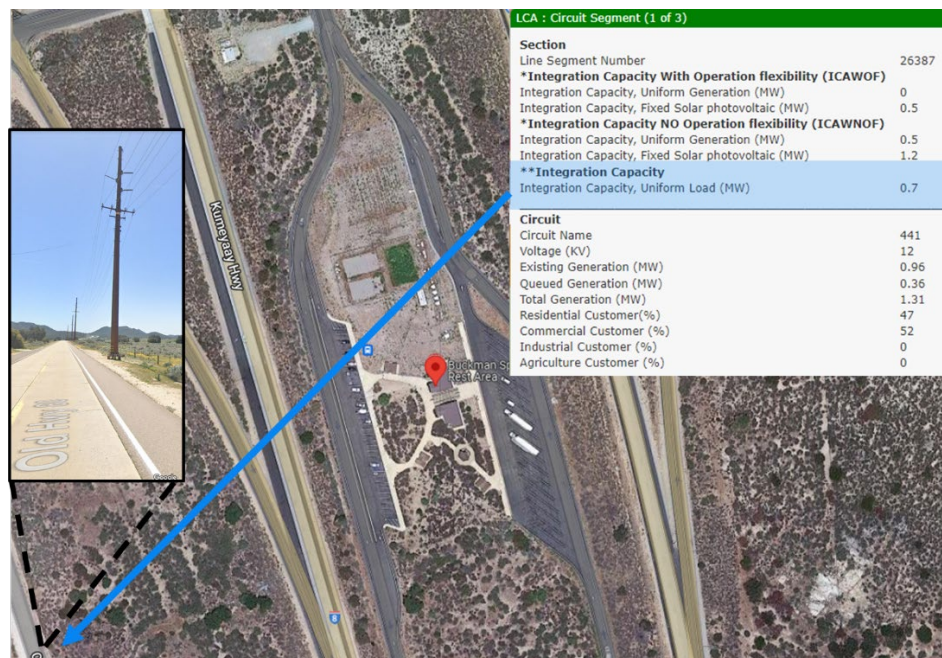 LCA : Circuit Segment (1 of 3)
Section
Line Segment Number 26387
*Integration Capacity With Operation flexibility (ICAWOF)
Integration Capacity, Uniform Generation (MW) 0
Integration Capacity, Fixed Solar photovoltaic (MW) 0.5
*Integration Capacity NO Operation flexibility (ICAWNOF)
Integration Capacity, Uniform Generation (MW) 0.5
Integration Capacity, Fixed Solar photovoltaic (MW) 1.2
**Integration Capacity
Integration Capacity, Uniform Load (MW) 0.7
Circuit
Circuit Name 441
Voltage (KV) 12
Existing Generation (MW) 0.96
Queued Generation (MW) 0.36
Total Generation (MW) 1.31
Residential Customer(%) 47
Commercial Customer (%) 52
Industrial Customer (%) 0
Agriculture Customer (%) 0
Kumeyaay Hwy
Buckman
Rest Area
Old Hwy 80
Google
8